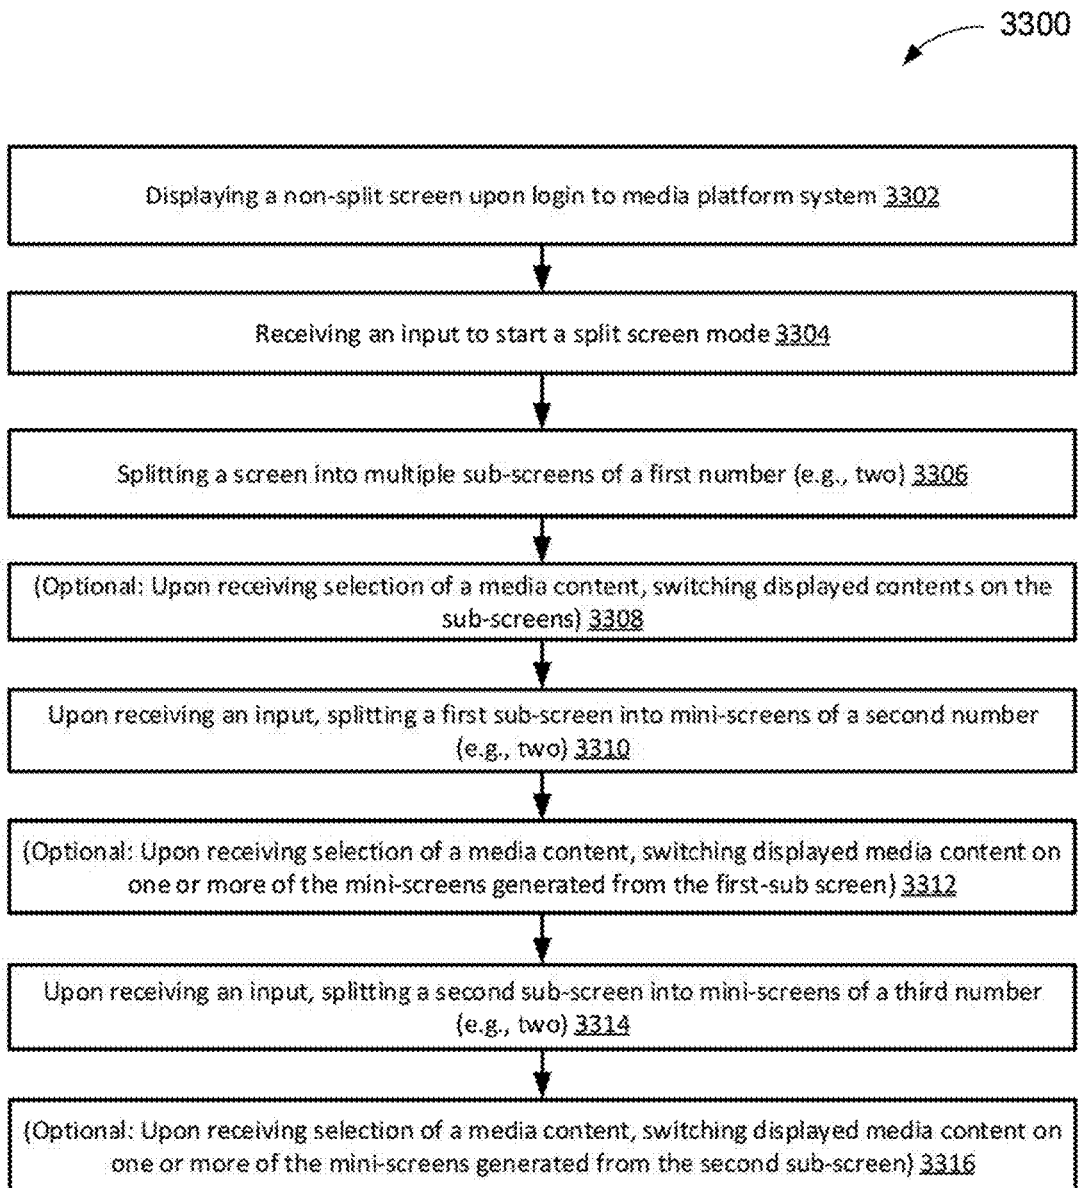 3300
Displaying a non-split screen upon login to media platform system 3302
Receiving an input to start a split screen mode 3304
Splitting a screen into multiple sub-screens of a first number (e.g., two) 3306
(Optional: Upon receiving selection of a media content, switching displayed contents on the
sub-screens) 3308
Upon receiving an input, splitting a first sub-screen into mini-screens of a second number
(e.g., two) 3310
(Optional: Upon receiving selection of a media content, switching displayed media content on
one or more of the mini-screens generated from the first-sub screen) 3312
Upon receiving an input, splitting a second sub-screen into mini-screens of a third number
(e.g., two) 3314
(Optional: Upon receiving selection of a media content, switching displayed media content on
one or more of the mini-screens generated from the second sub-screen) 3316